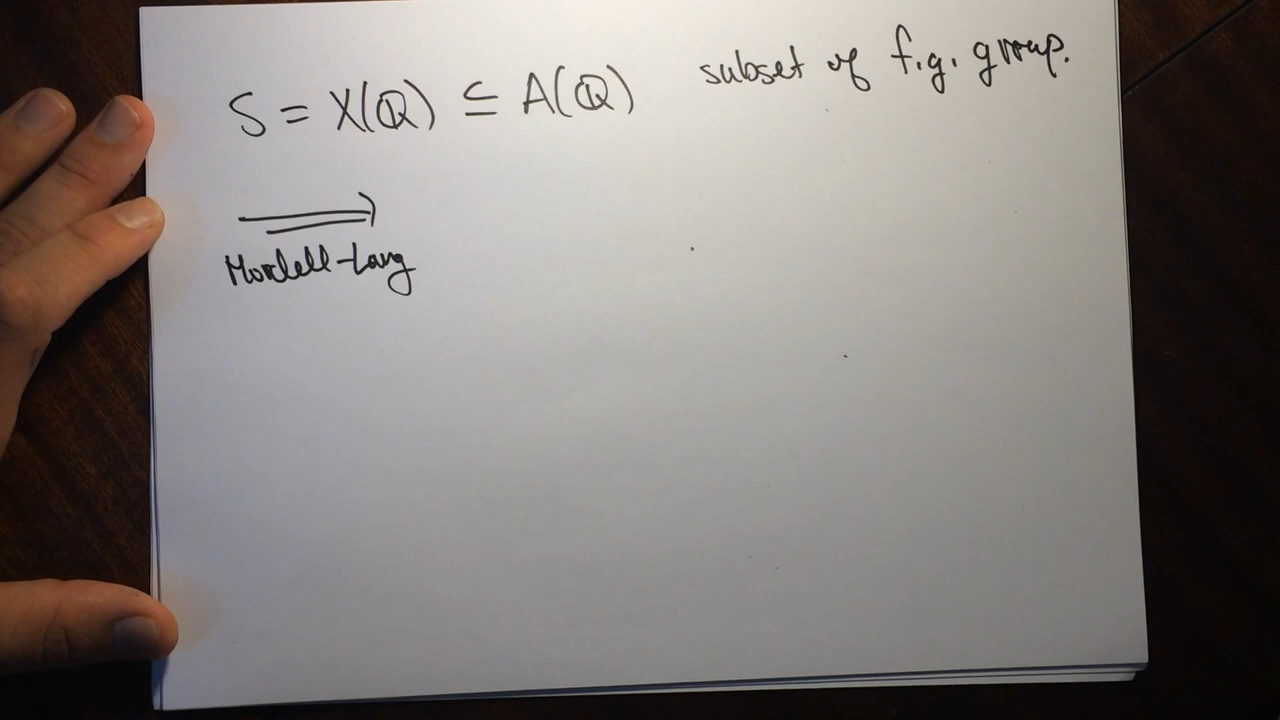 S = X(ℚ) ⊆ A(ℚ) subset of f.g. group.
⟹
Mordell-Lang